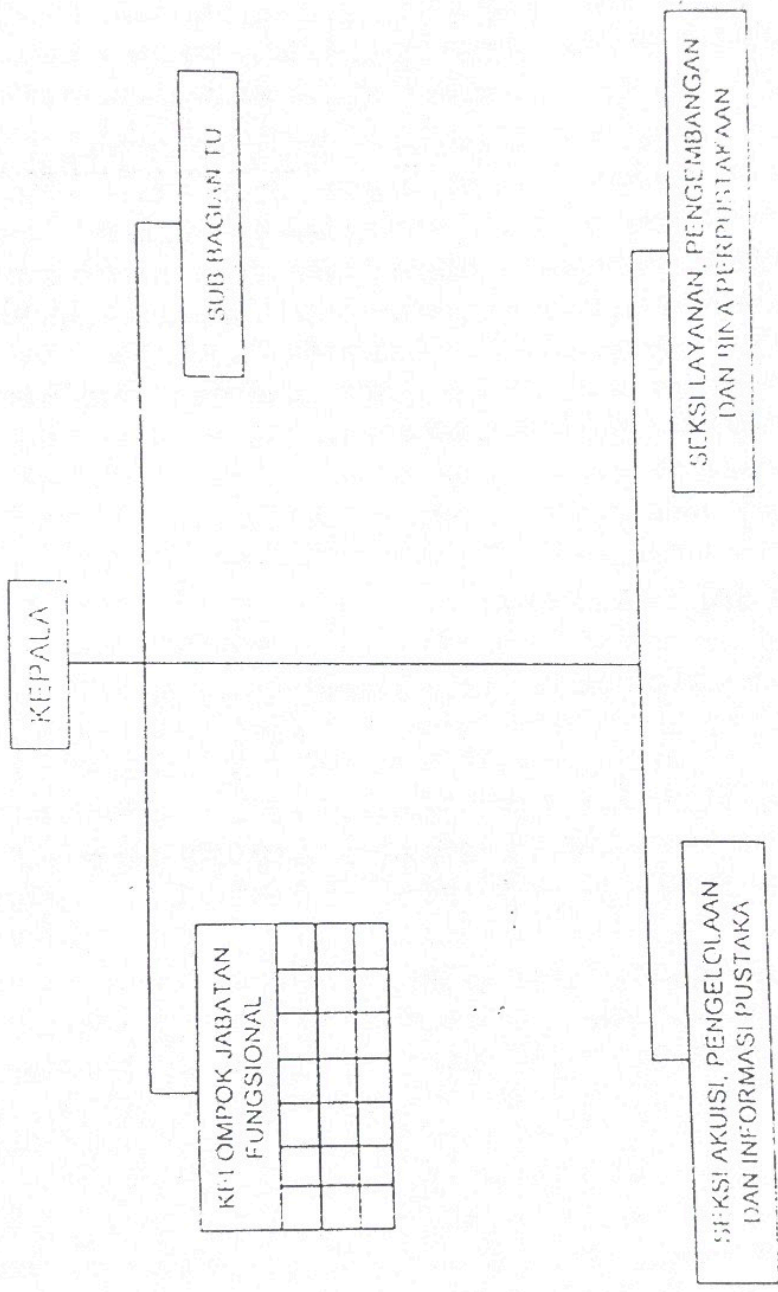 KEPALA
KELOMPOK JABATAN
FUNGSIONAL
SUB BAGIAN TU
SEKSI AKUISI, PENGELOLAAN
DAN INFORMASI PUSTAKA
SEKSI LAYANAN, PENGEMBANGAN
DAN BINA PERPUSTAKAAN